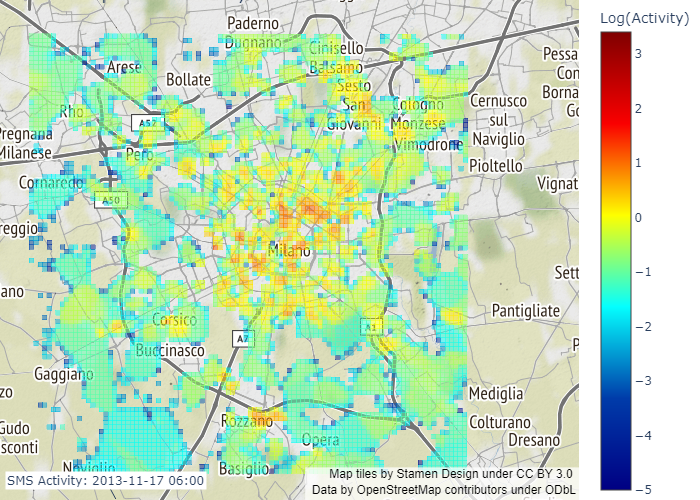 Paderno
Dugnano
Cinisello
Balsamo
Arese
Bollate
Sesto
San
Giovanni
Cologno
Monzese
Vimodrone
Cernusco
sul
Naviglio
Pessa
Con
Borna
Go
Rho
A52
Pregnana
Milanese
Pero
Pioltello
Cornaredo
A50
Vignat
reggio
Milano
Sett
ano
Pantigliate
Corsico
A1
A7
P
Buccinasco
Gaggiano
zo
Mediglia
Rozzano
Colturano
Gudo
sconti
Opera
Dresano
Noviglio
Basiglio
SMS Activity: 2013-11-17 06:00
Map tiles by Stamen Design under CC BY 3.0
Data by OpenStreetMap contributors under ODbL
Log(Activity)
3
2
1
0
−1
−2
−3
−4
−5